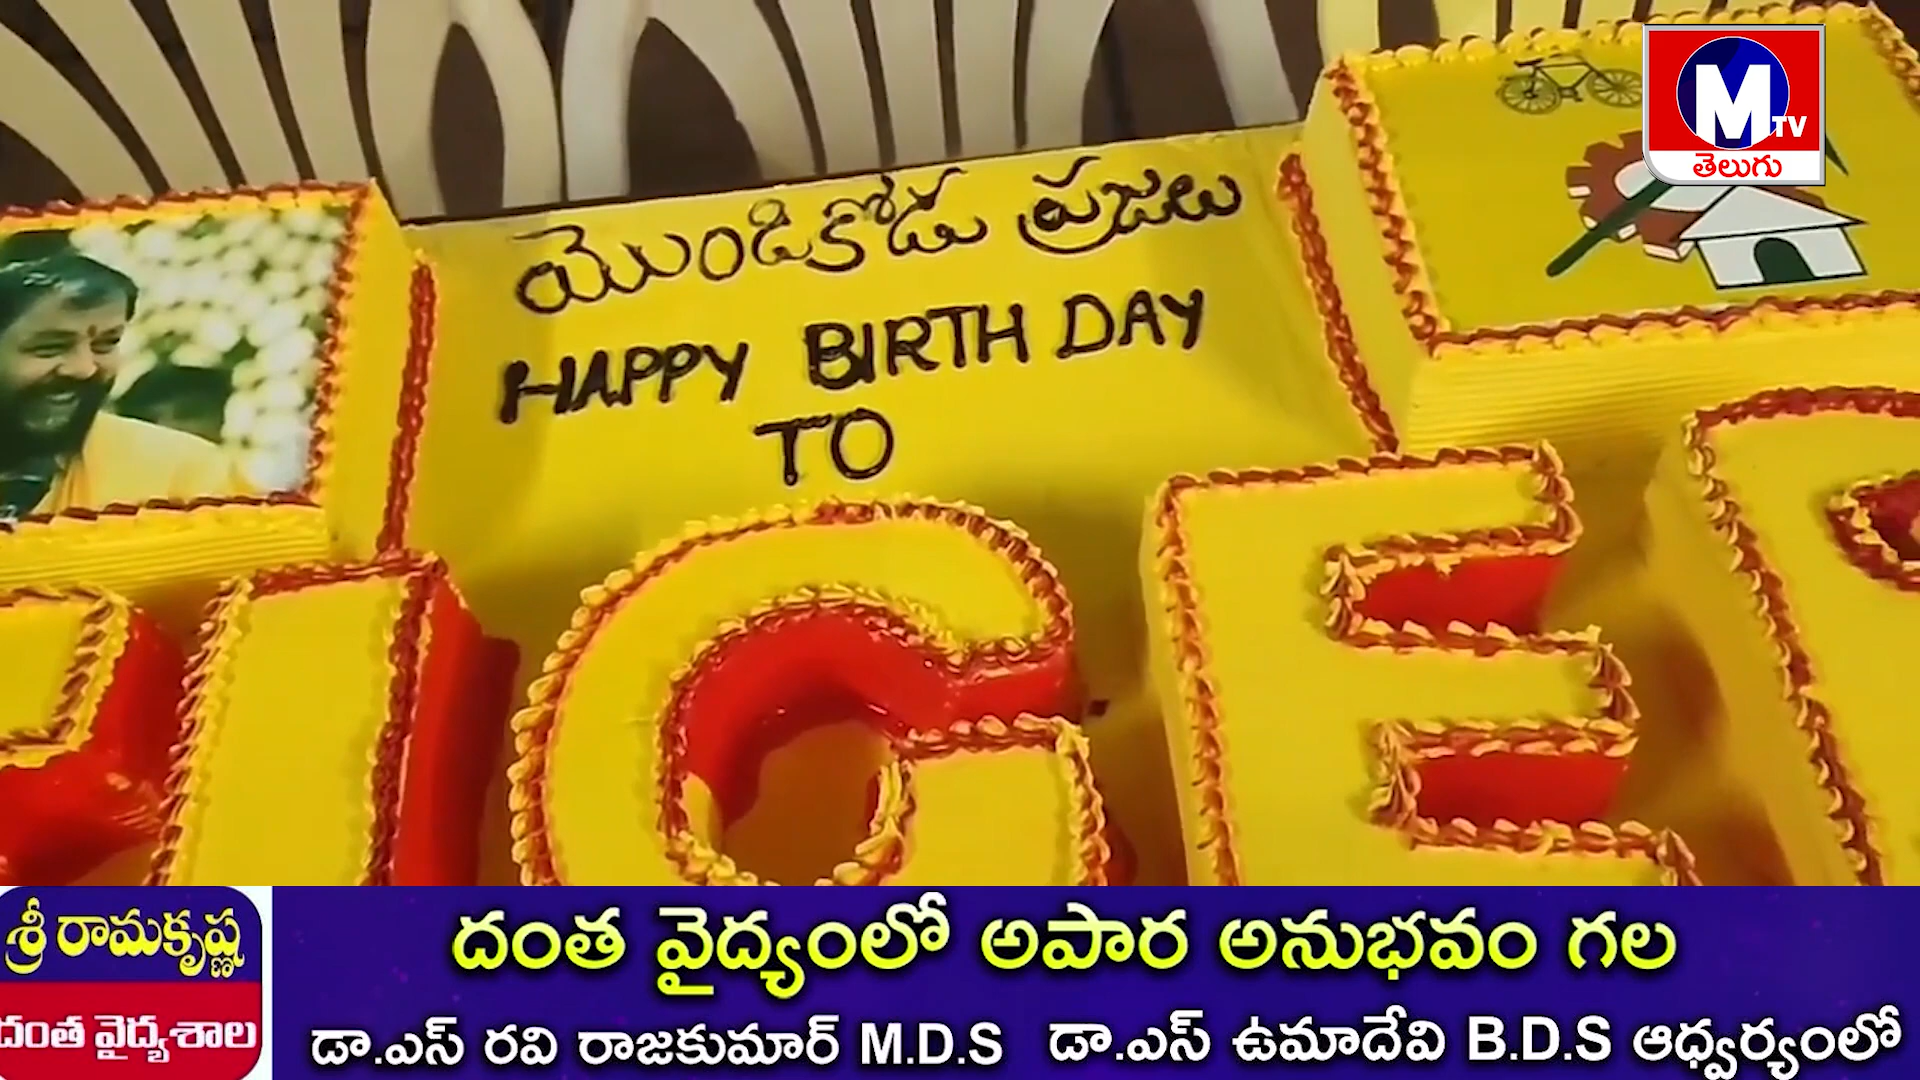 M TV
తెలుగు
మొండికోడు ప్రజలు
HAPPY BIRTH DAY
TO
TIGER
శ్రీ రామకృష్ణ
దంత వైద్యశాల
దంత వైద్యంలో అపార అనుభవం గల
డా.ఎస్ రవి రాజకుమార్ M.D.S డా.ఎస్ ఉమాదేవి B.D.S ఆధ్వర్యంలో